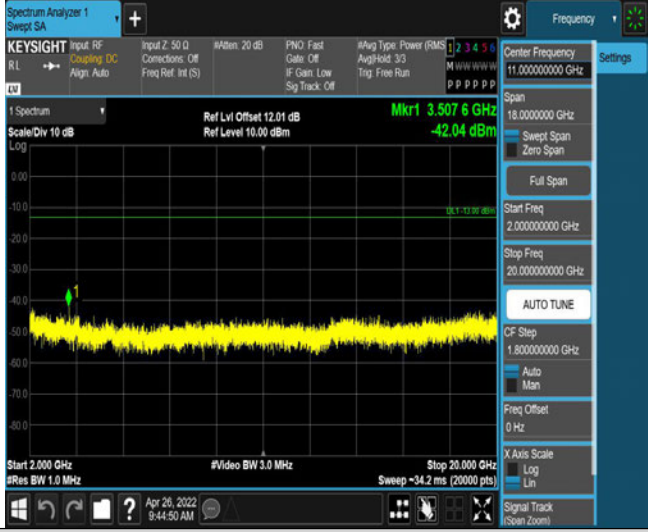 Spectrum Analyzer 1
Swept SA
+
Frequency
KEYSIGHT
RL
Input: RF
Coupling: DC
Align: Auto
Input Z: 50 Ω
Corrections: Off
Freq Ref: Int (S)
#Atten: 20 dB
PNO: Fast
Gate: Off
IF Gain: Low
Sig Track: Off
#Avg Type: Power (RMS
Avg|Hold: 3/3
Trig: Free Run
1 2 3 4 5 6
M W W W W W
P P P P P P
LXI
1 Spectrum
Scale/Div 10 dB
Log
Ref Lvl Offset 12.01 dB
Ref Level 10.00 dBm
Mkr1 3.507 6 GHz
-42.04 dBm
0.00
-10.0
DL1 -13.00 dBm
-20.0
-30.0
1
-40.0
-50.0
-60.0
-70.0
-80.0
Start 2.000 GHz
#Res BW 1.0 MHz
#Video BW 3.0 MHz
Stop 20.000 GHz
Sweep ~34.2 ms (20000 pts)
?
Apr 26, 2022
9:44:50 AM
Settings
Center Frequency
11.000000000 GHz
Span
18.0000000 GHz
Swept Span
Zero Span
Full Span
Start Freq
2.000000000 GHz
Stop Freq
20.000000000 GHz
AUTO TUNE
CF Step
1.800000000 GHz
Auto
Man
Freq Offset
0 Hz
X Axis Scale
Log
Lin
Signal Track
(Span Zoom)